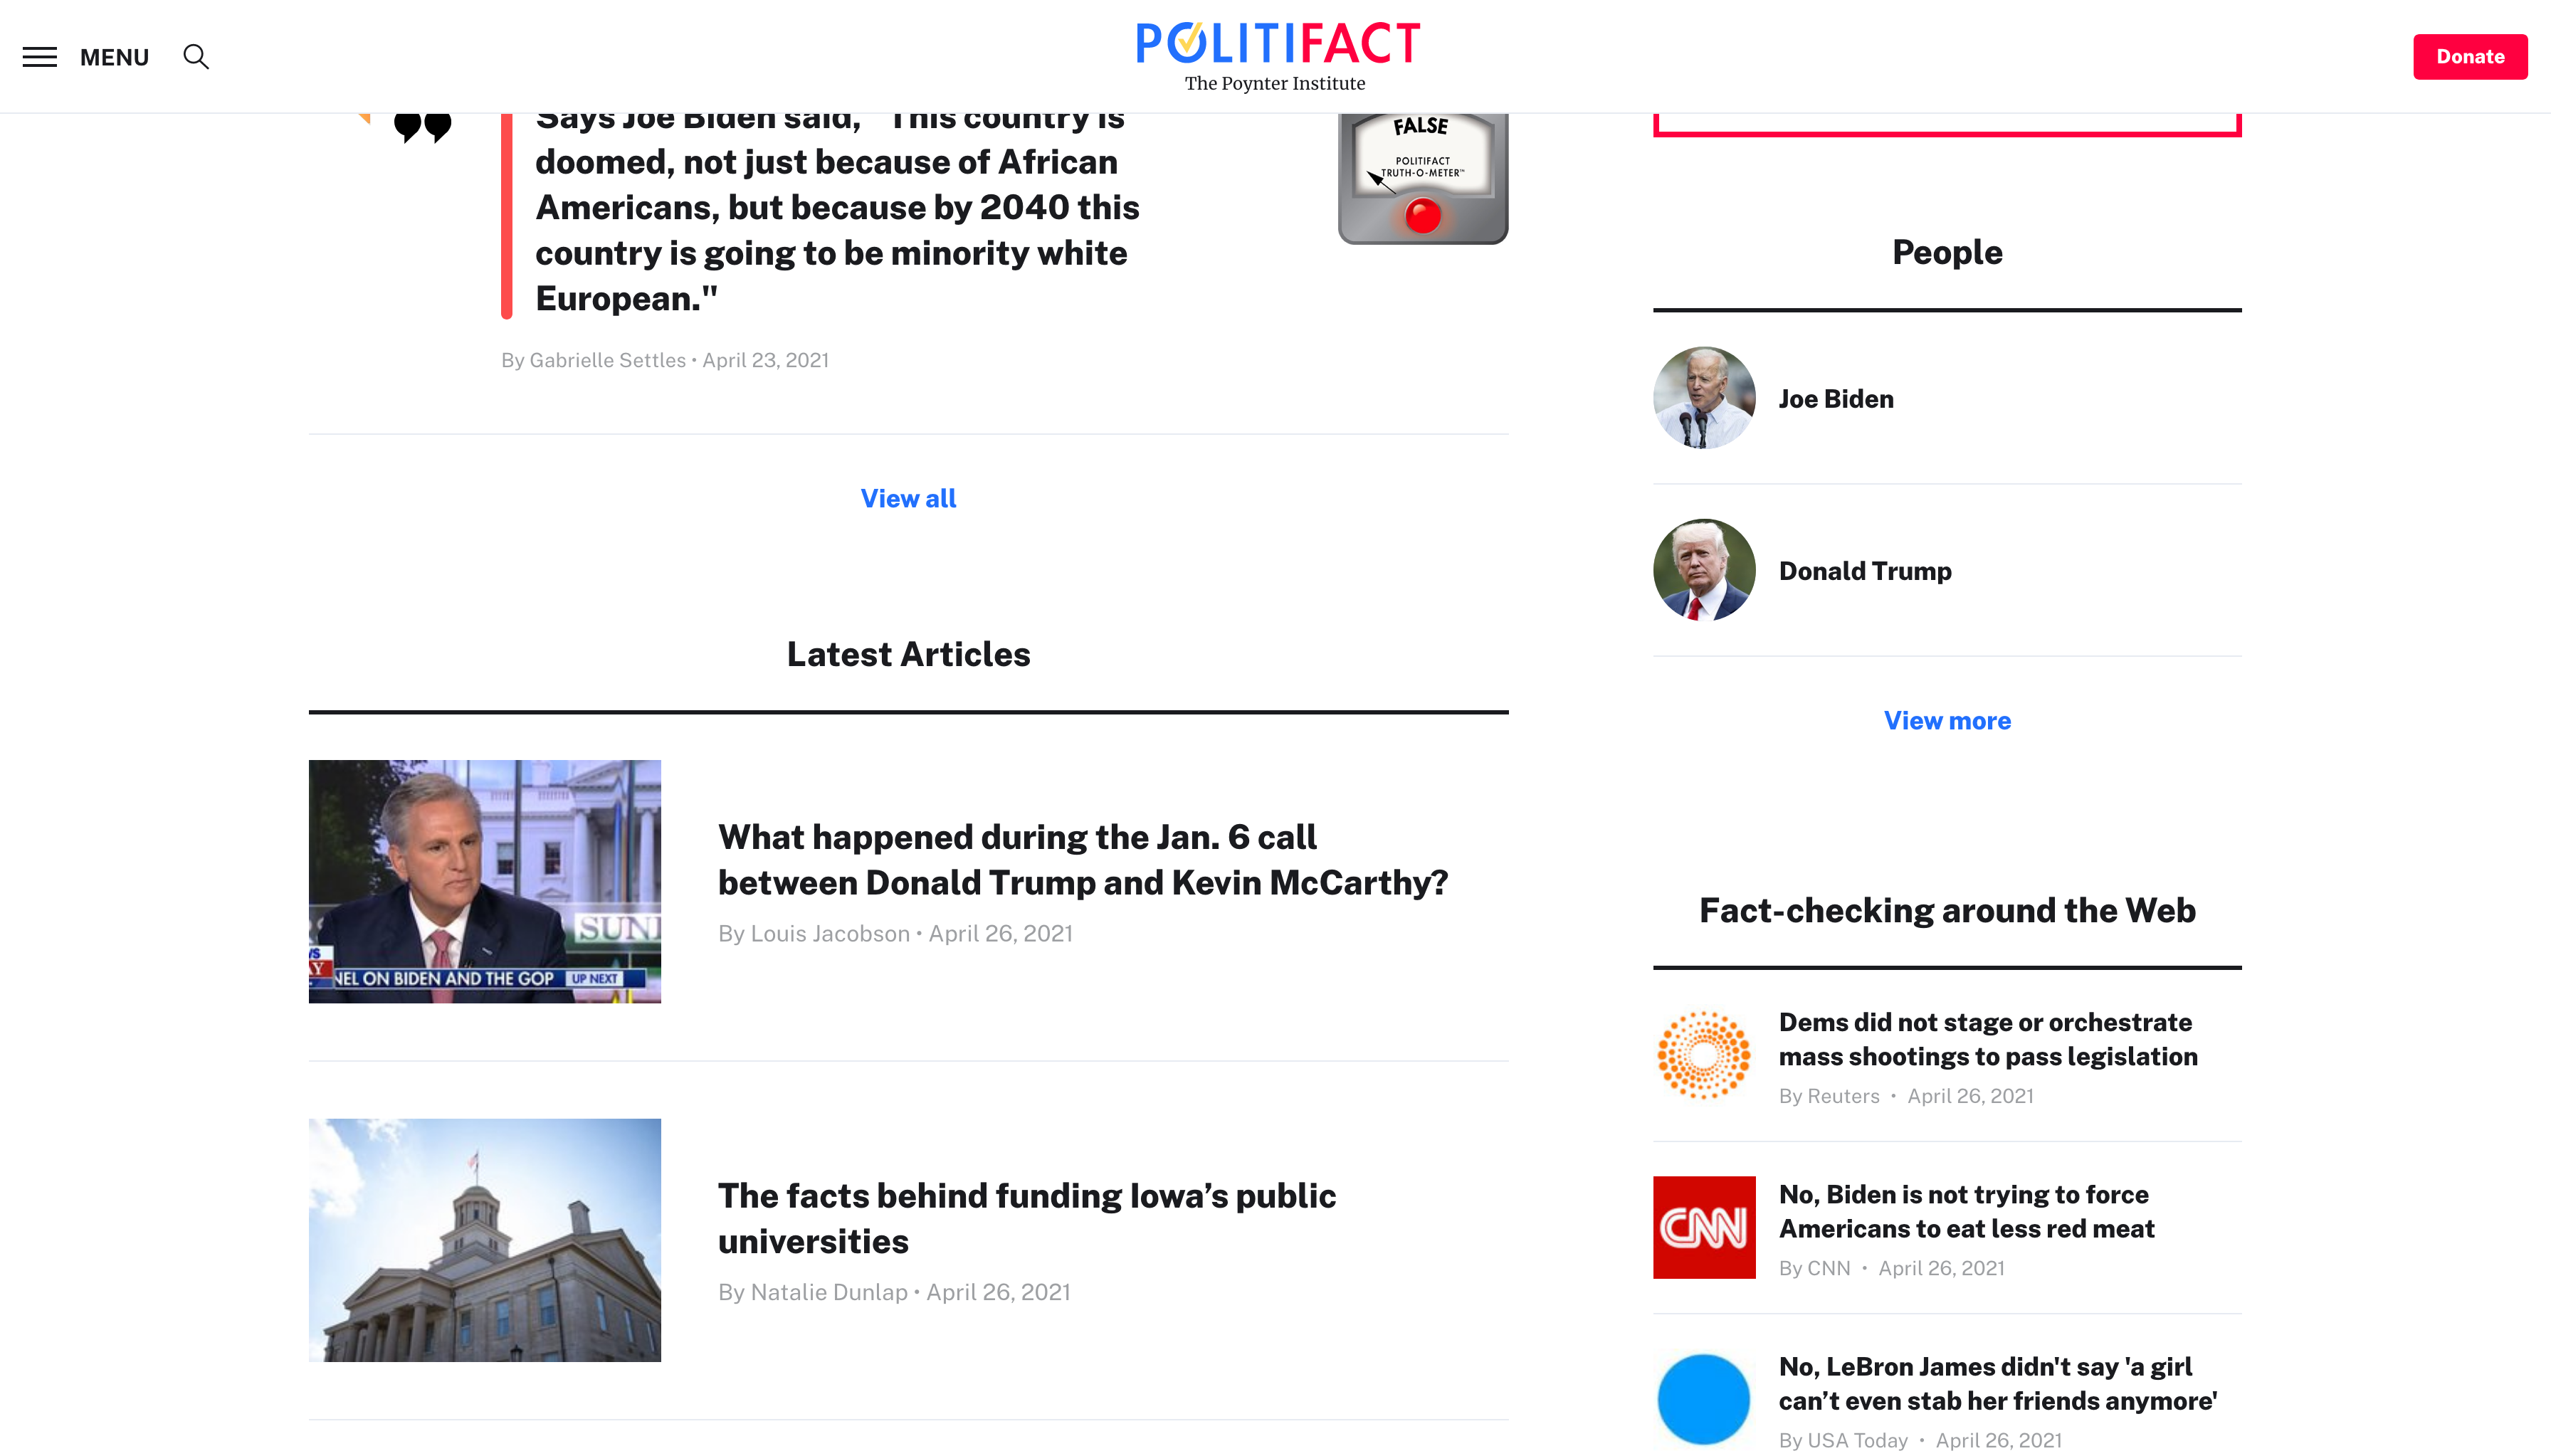 MENU
POLITIFACT
The Poynter Institute
Donate
Says Joe Biden said, "This country is
doomed, not just because of African
Americans, but because by 2040 this
country is going to be minority white
European."
FALSE
POLITIFACT
TRUTH-O-METER™
By Gabrielle Settles • April 23, 2021
View all
Latest Articles
SUN
NEL ON BIDEN AND THE GOP UP NEXT
What happened during the Jan. 6 call
between Donald Trump and Kevin McCarthy?
By Louis Jacobson • April 26, 2021
The facts behind funding Iowa’s public
universities
By Natalie Dunlap • April 26, 2021
People
Joe Biden
Donald Trump
View more
Fact-checking around the Web
Dems did not stage or orchestrate
mass shootings to pass legislation
By Reuters • April 26, 2021
CNN
No, Biden is not trying to force
Americans to eat less red meat
By CNN • April 26, 2021
No, LeBron James didn't say 'a girl
can’t even stab her friends anymore'
By USA Today • April 26, 2021